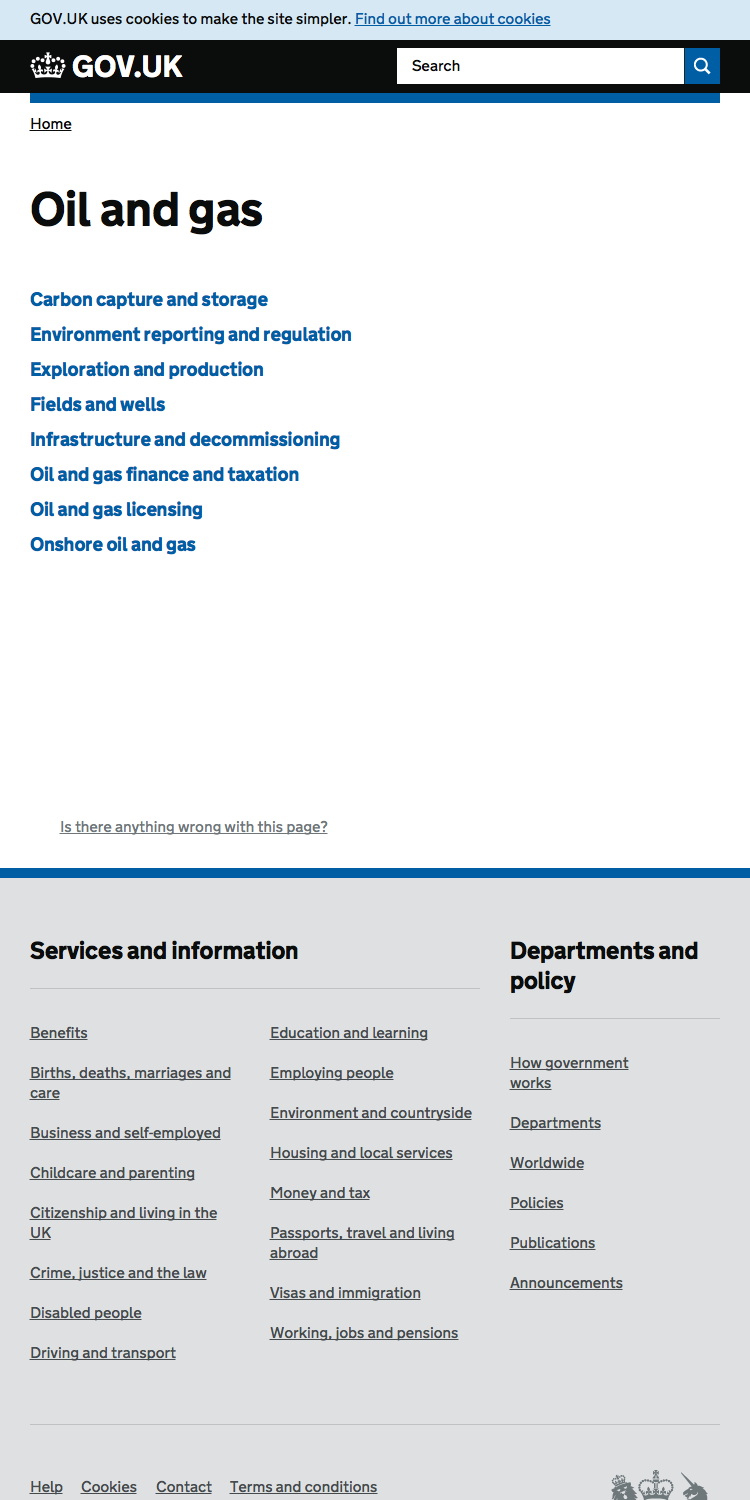 GOV.UK uses cookies to make the site simpler. Find out more about cookies
GOV.UK
Search
Home
Oil and gas
Carbon capture and storage
Environment reporting and regulation
Exploration and production
Fields and wells
Infrastructure and decommissioning
Oil and gas finance and taxation
Oil and gas licensing
Onshore oil and gas
Is there anything wrong with this page?
Services and information
Benefits
Births, deaths, marriages and
care
Business and self-employed
Childcare and parenting
Citizenship and living in the
UK
Crime, justice and the law
Disabled people
Driving and transport
Education and learning
Employing people
Environment and countryside
Housing and local services
Money and tax
Passports, travel and living
abroad
Visas and immigration
Working, jobs and pensions
Departments and
policy
How government
works
Departments
Worldwide
Policies
Publications
Announcements
Help Cookies Contact Terms and conditions